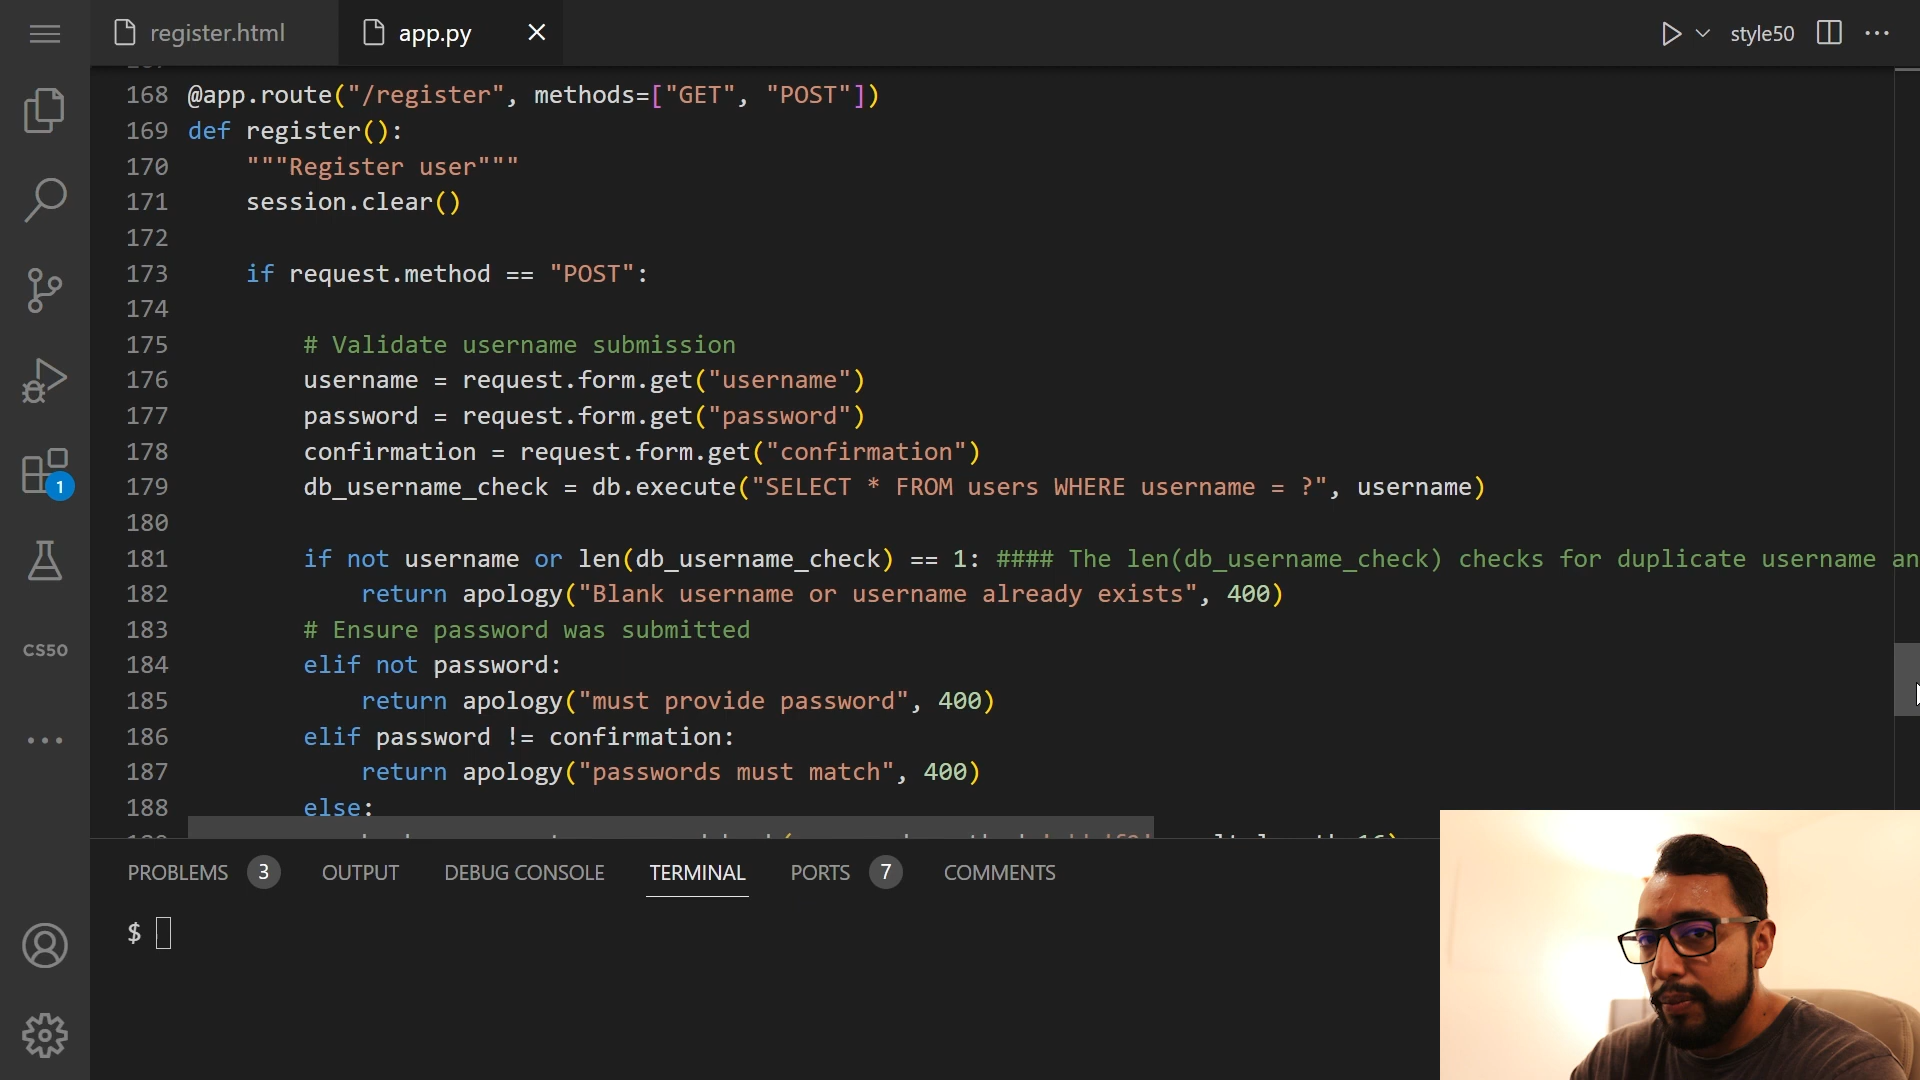 register.html
app.py
style50
168 @app.route("/register", methods=["GET", "POST"])
169 def register():
170 """Register user"""
171 session.clear()
172
173 if request.method == "POST":
174
175 # Validate username submission
176 username = request.form.get("username")
177 password = request.form.get("password")
178 confirmation = request.form.get("confirmation")
179 db_username_check = db.execute("SELECT * FROM users WHERE username = ?", username)
180
181 if not username or len(db_username_check) == 1: #### The len(db_username_check) checks for duplicate username an
182 return apology("Blank username or username already exists", 400)
183 # Ensure password was submitted
184 elif not password:
185 return apology("must provide password", 400)
186 elif password != confirmation:
187 return apology("passwords must match", 400)
188 else:
1
CS50
PROBLEMS 3 OUTPUT DEBUG CONSOLE TERMINAL PORTS 7 COMMENTS
$